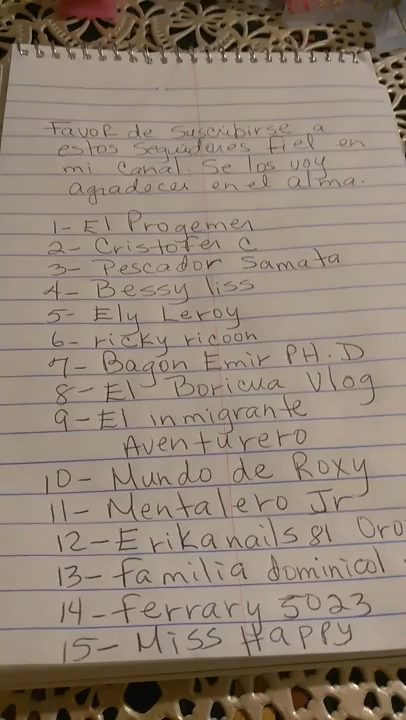 Favor de Suscribirse a
estos seguidores fiel en
mi canal. Se los voy
agradocer en el alma.
1- El Progemer
2- Cristofer C
3- Pescador Samata
4- Bessy liss
5- Ely Leroy
6- ricky ricoon
7- Bagon Emir PH.D
8- El Boricua Vlog
9- El inmigrante
Aventurero
10- Mundo de Roxy
11- Mentalero Jr
12- Erikanails 81 Oro
13- familia dominicol
14- ferrary 5023
15- Miss Happy